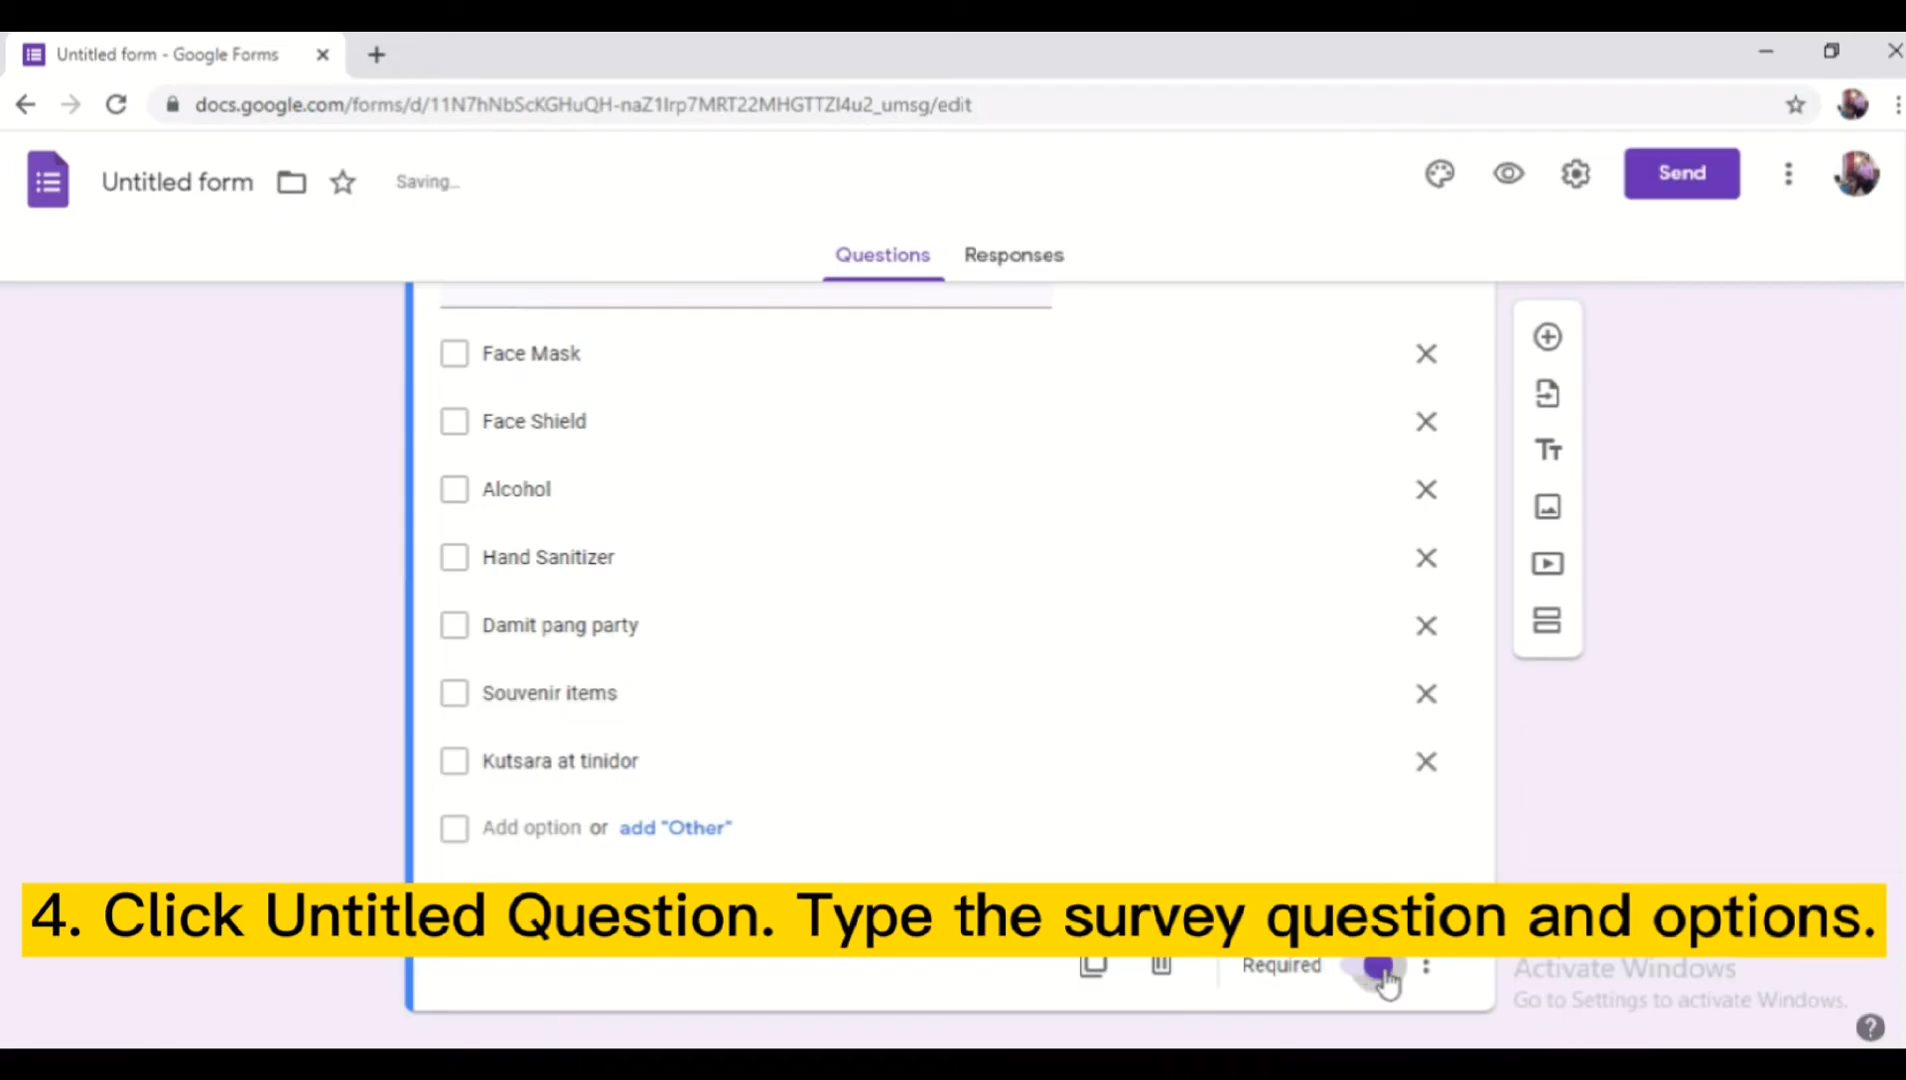 Untitled form - Google Forms
docs.google.com/forms/d/11N7hNbScKGHuQH-naZ1Irp7MRT22MHGTTZI4u2_umsg/edit
Untitled form
Saving...
Send
Questions
Responses
Face Mask
Face Shield
Alcohol
Hand Sanitizer
Damit pang party
Souvenir items
Kutsara at tinidor
Add option or add "Other"
4. Click Untitled Question. Type the survey question and options.
Required
Activate Windows
Go to Settings to activate Windows.